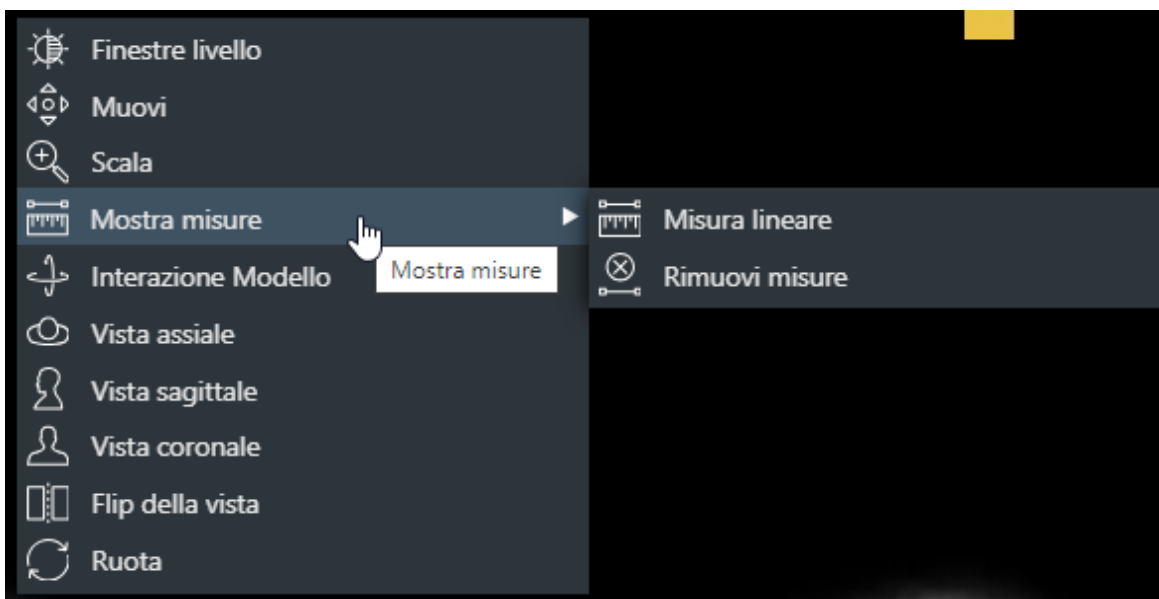 Finestre livello
Muovi
Scala
Mostra misure
Misura lineare
Mostra misure
Interazione Modello
Rimuovi misure
Vista assiale
Vista sagittale
Vista coronale
Flip della vista
Ruota